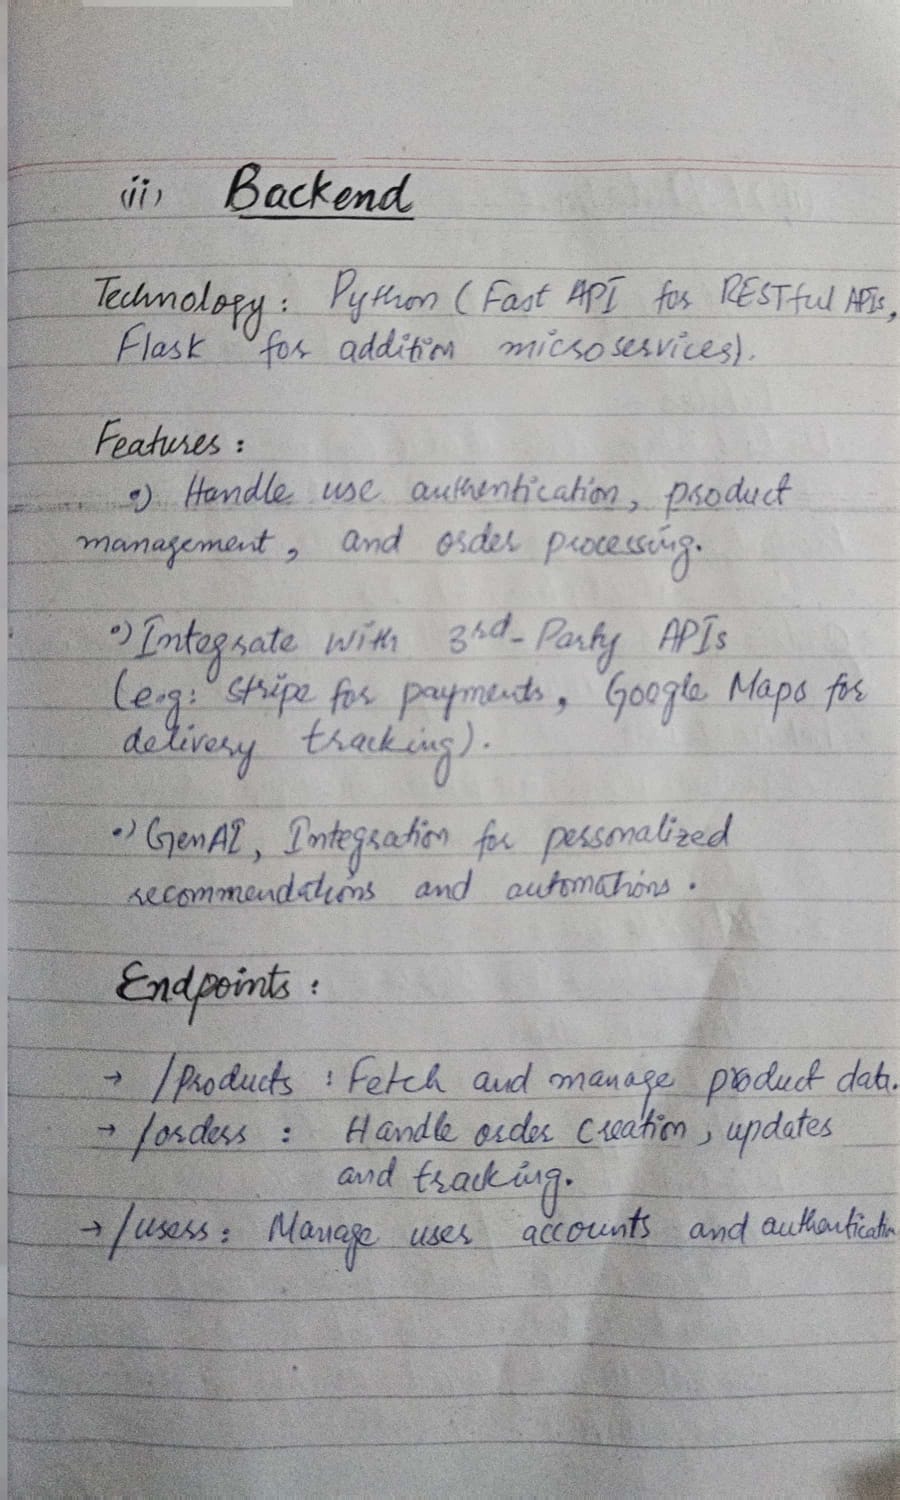 (ii) Backend
Technology: Python (Fast API for RESTful APIs,
Flask for addition microservices).
Features:
•) Handle use authentication, product
management, and order processing.
•) Integrate with 3rd-Party APIs
(e.g: Stripe for payments, Google Maps for
delivery tracking).
•) GenAI, Integration for personalized
recommendations and automations.
Endpoints:
→ /Products : Fetch and manage product data.
→ /orders : Handle order Creation, updates
and tracking.
→ /users: Manage user accounts and authentication